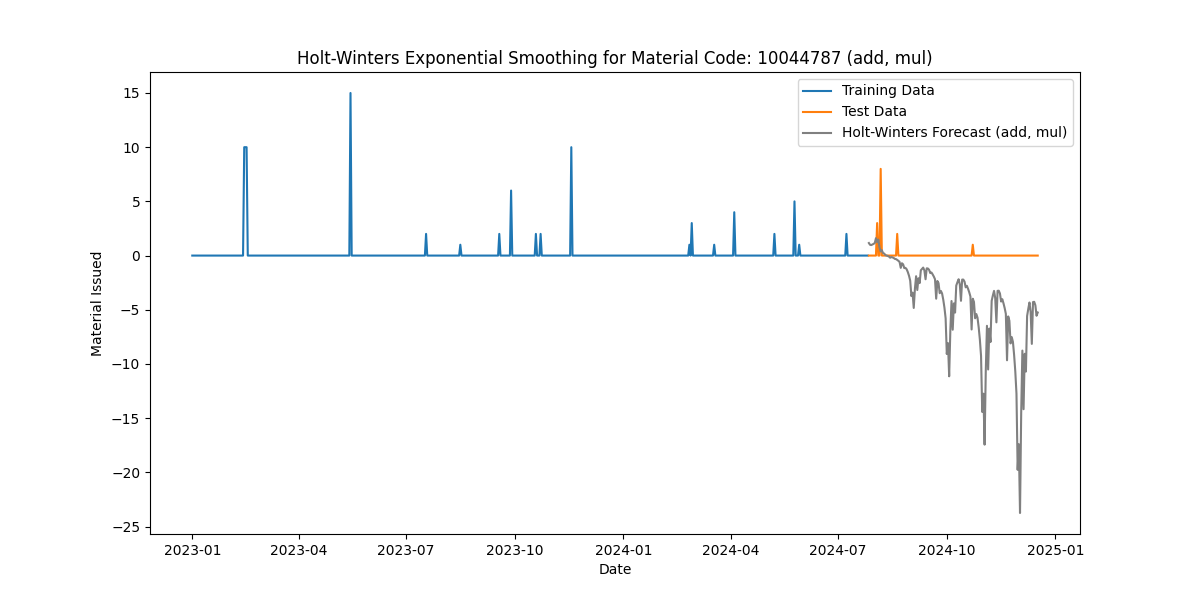 Holt-Winters Exponential Smoothing for Material Code: 10044787 (add, mul)
Training Data
Test Data
Holt-Winters Forecast (add, mul)
Material Issued
15
10
5
0
−5
−10
−15
−20
−25
2023-01 2023-04 2023-07 2023-10 2024-01 2024-04 2024-07 2024-10 2025-01
Date